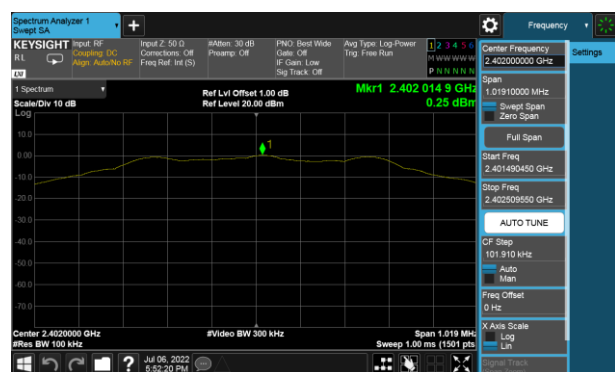 Spectrum Analyzer 1
Swept SA
Frequency
KEYSIGHT
RL
LXI
Input: RF
Coupling: DC
Align: Auto/No RF
Input Z: 50 Ω
Corrections: Off
Freq Ref: Int (S)
#Atten: 30 dB
Preamp: Off
PNO: Best Wide
Gate: Off
IF Gain: Low
Sig Track: Off
Avg Type: Log-Power
Trig: Free Run
1 2 3 4 5 6
M W W W W W
P N N N N N
1 Spectrum
Scale/Div 10 dB
Log
Ref Lvl Offset 1.00 dB
Ref Level 20.00 dBm
Mkr1 2.402 014 9 GHz
0.25 dBm
1
10.0
0.00
-10.0
-20.0
-30.0
-40.0
-50.0
-60.0
-70.0
Center 2.4020000 GHz
#Res BW 100 kHz
#Video BW 300 kHz
Span 1.019 MHz
Sweep 1.00 ms (1501 pts)
Jul 06, 2022
5:52:20 PM
Settings
Center Frequency
2.402000000 GHz
Span
1.01910000 MHz
Swept Span
Zero Span
Full Span
Start Freq
2.401490450 GHz
Stop Freq
2.402509550 GHz
AUTO TUNE
CF Step
101.910 kHz
Auto
Man
Freq Offset
0 Hz
X Axis Scale
Log
Lin
Signal Track